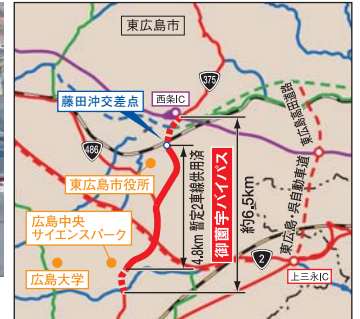 東広島市
375
西条IC
藤田沖交差点
486
東広島高田道路
東広島市役所
4.8km 暫定2車線供用済
御薗宇バイパス
約6.5km
東広島・呉自動車道
広島中央
サイエンスパーク
広島大学
2
上三永IC